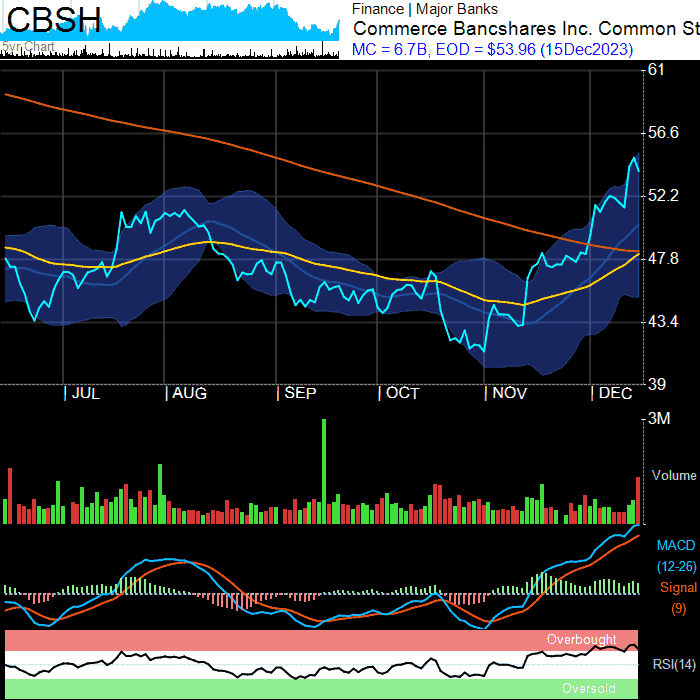 CBSH
5yr Chart
Finance | Major Banks
Commerce Bancshares Inc. Common St
MC = 6.7B, EOD = $53.96 (15Dec2023)
61
56.6
52.2
47.8
43.4
39
| JUL | AUG | SEP | OCT | NOV | DEC
3M
Volume
MACD
(12-26)
Signal
(9)
Overbought
RSI(14)
Oversold